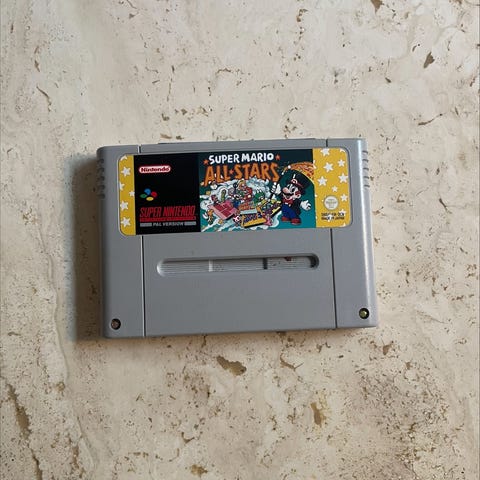 Nintendo
SUPER MARIO
ALL·STARS
SUPER NINTENDO
PAL VERSION